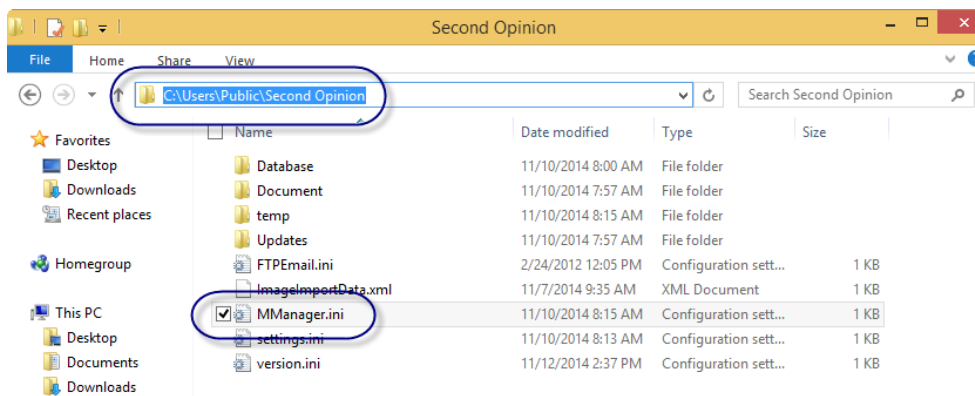 Second Opinion
File Home Share View
C:\Users\Public\Second Opinion Search Second Opinion
Name Date modified Type Size
Favorites
Desktop
Downloads
Recent places
Homegroup
This PC
Desktop
Documents
Downloads
Database 11/10/2014 8:00 AM File folder
Document 11/10/2014 7:57 AM File folder
temp 11/10/2014 8:15 AM File folder
Updates 11/10/2014 7:57 AM File folder
FTPEmail.ini 2/24/2012 12:05 PM Configuration sett... 1 KB
ImageImportData.xml 11/7/2014 9:35 AM XML Document 1 KB
MManager.ini 11/10/2014 8:15 AM Configuration sett... 1 KB
settings.ini 11/10/2014 8:13 AM Configuration sett... 1 KB
version.ini 11/12/2014 2:37 PM Configuration sett... 1 KB